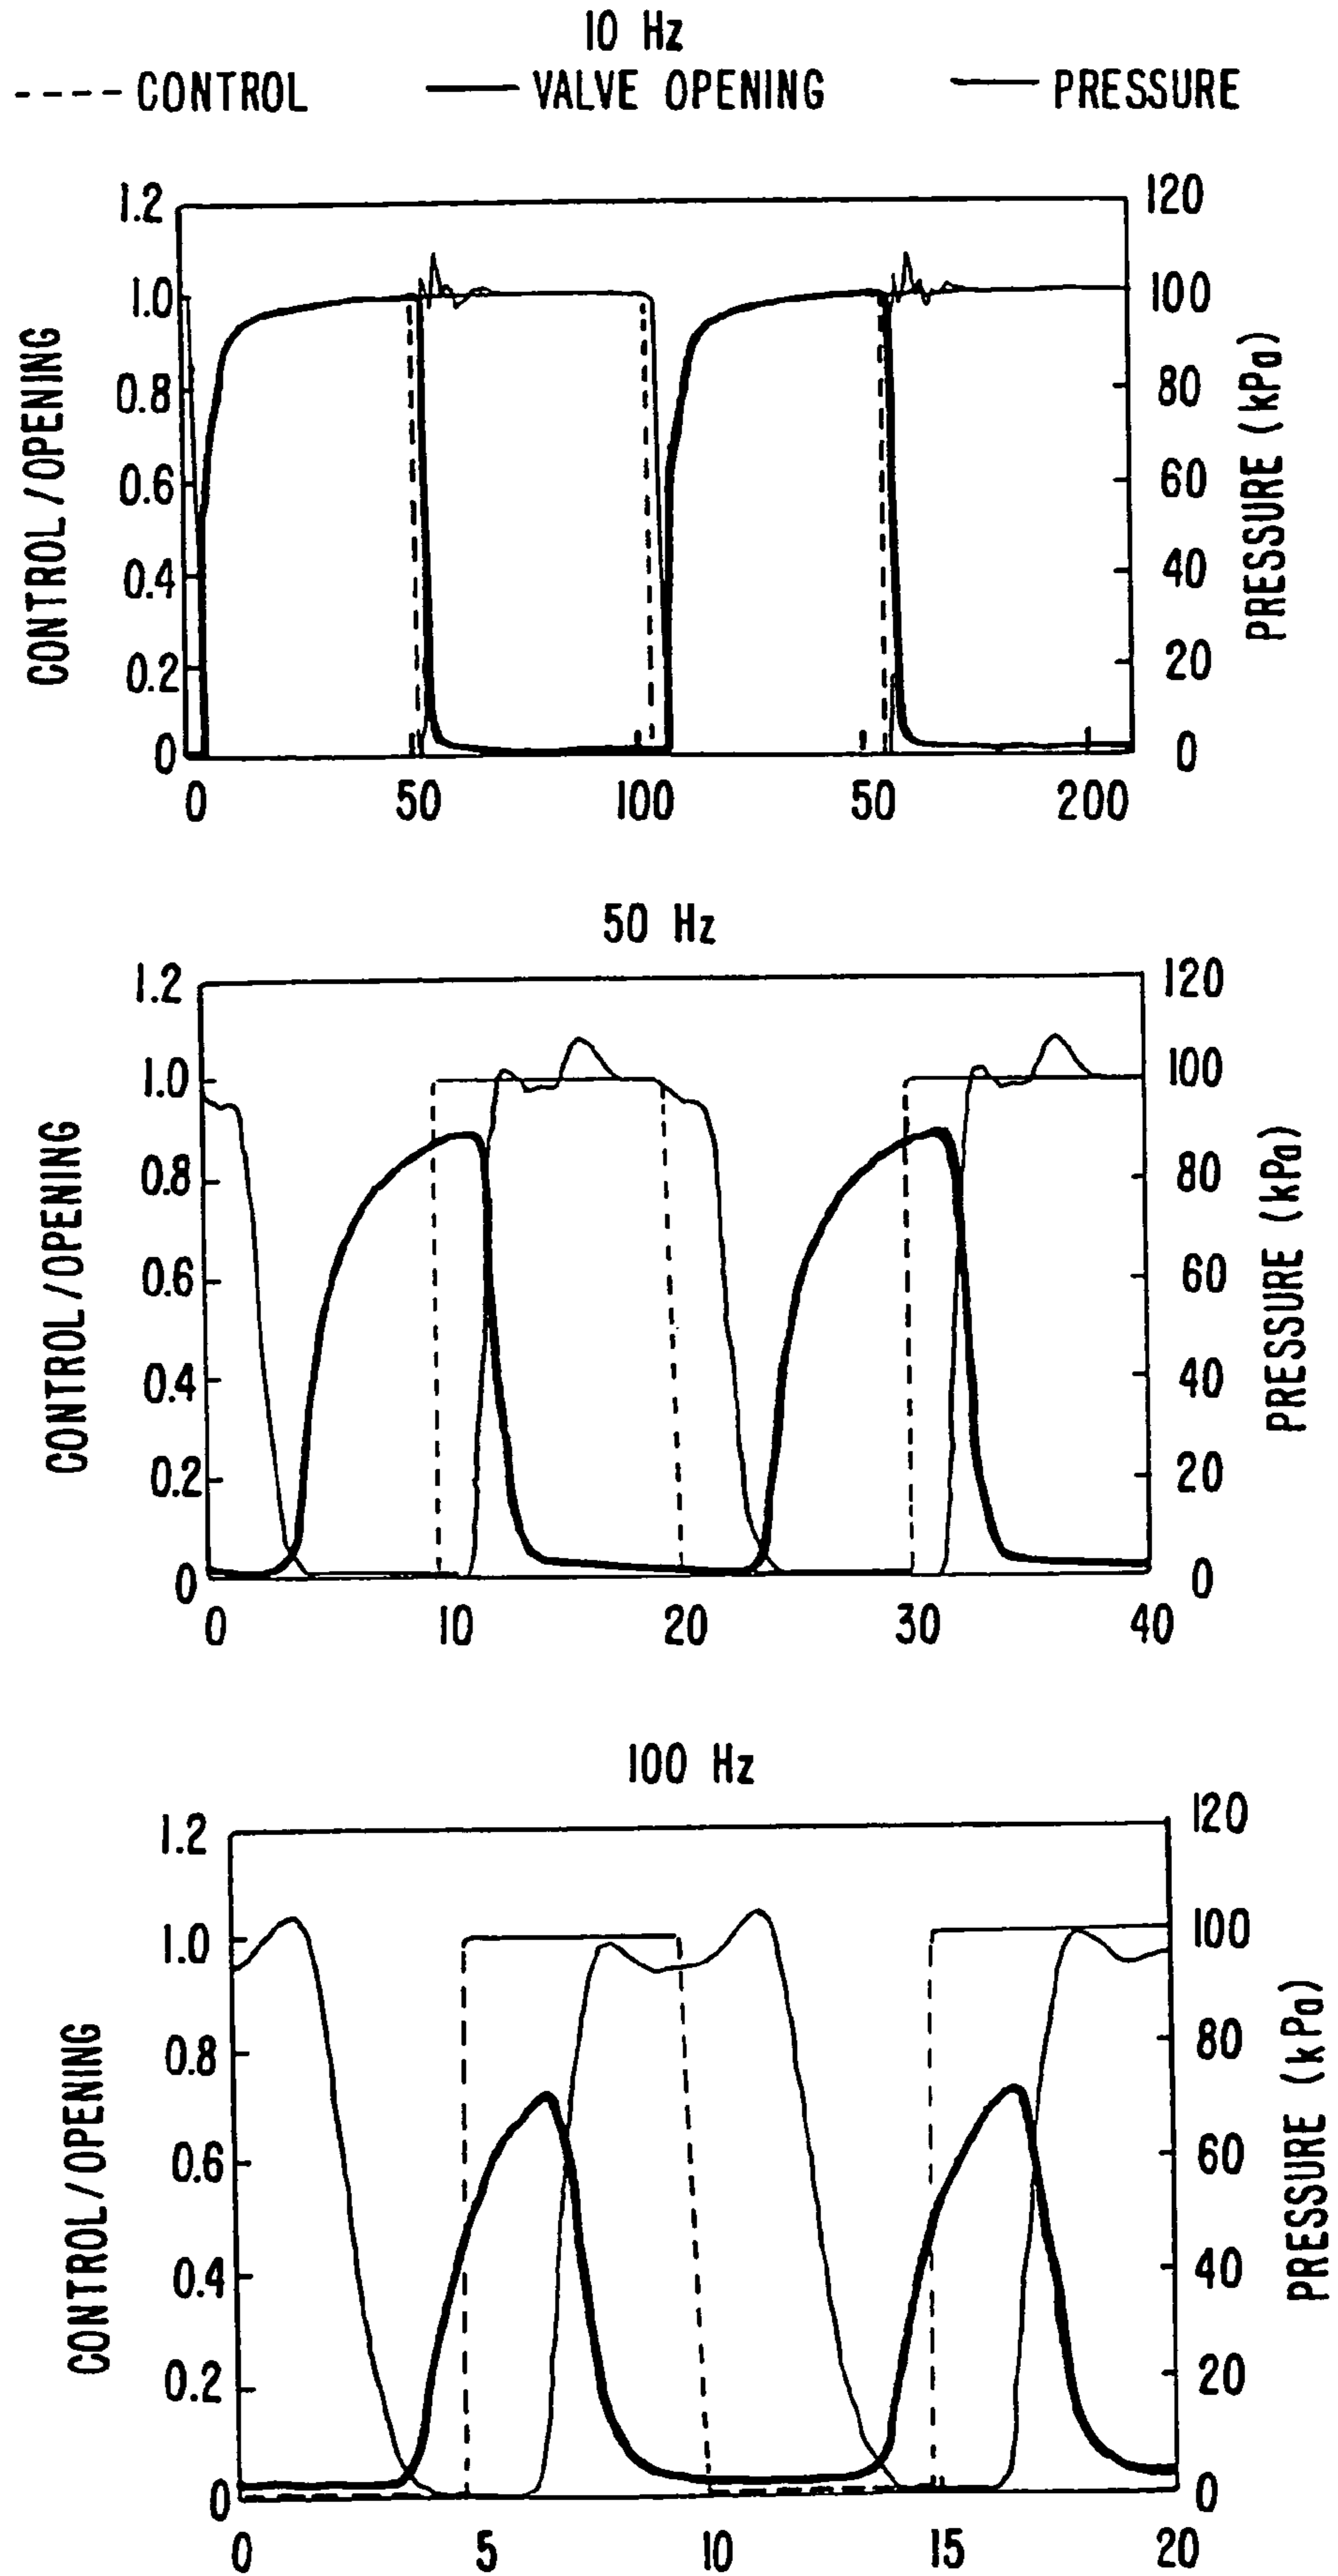 10 Hz
---- CONTROL — VALVE OPENING — PRESSURE
1.2 120
1.0 100
0.8 80
0.6 60
0.4 40
0.2 20
0 0
CONTROL/OPENING
PRESSURE (kPa)
0 50 100 50 200
50 Hz
1.2 120
1.0 100
0.8 80
0.6 60
0.4 40
0.2 20
0 0
CONTROL/OPENING
PRESSURE (kPa)
0 10 20 30 40
100 Hz
1.2 120
1.0 100
0.8 80
0.6 60
0.4 40
0.2 20
0 0
CONTROL/OPENING
PRESSURE (kPa)
0 5 10 15 20